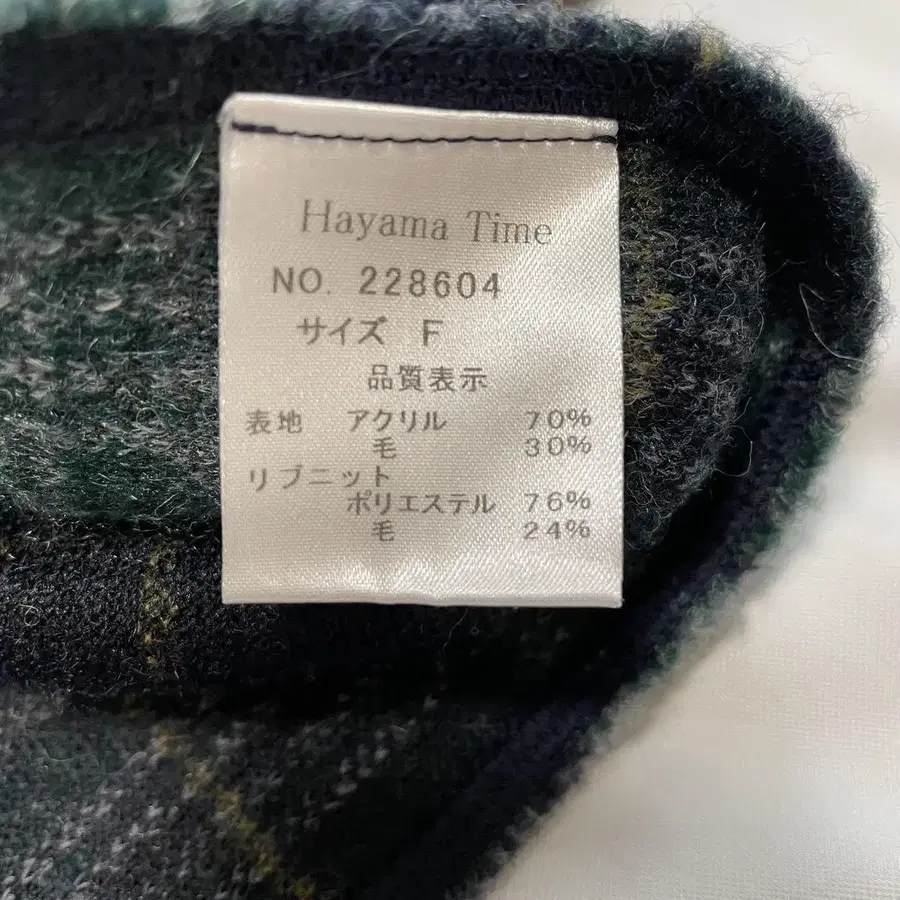 Hayama Time
NO. 228604
サイズ F
品質表示
表地 アクリル 70%
毛 30%
リブニット
ポリエステル 76%
毛 24%